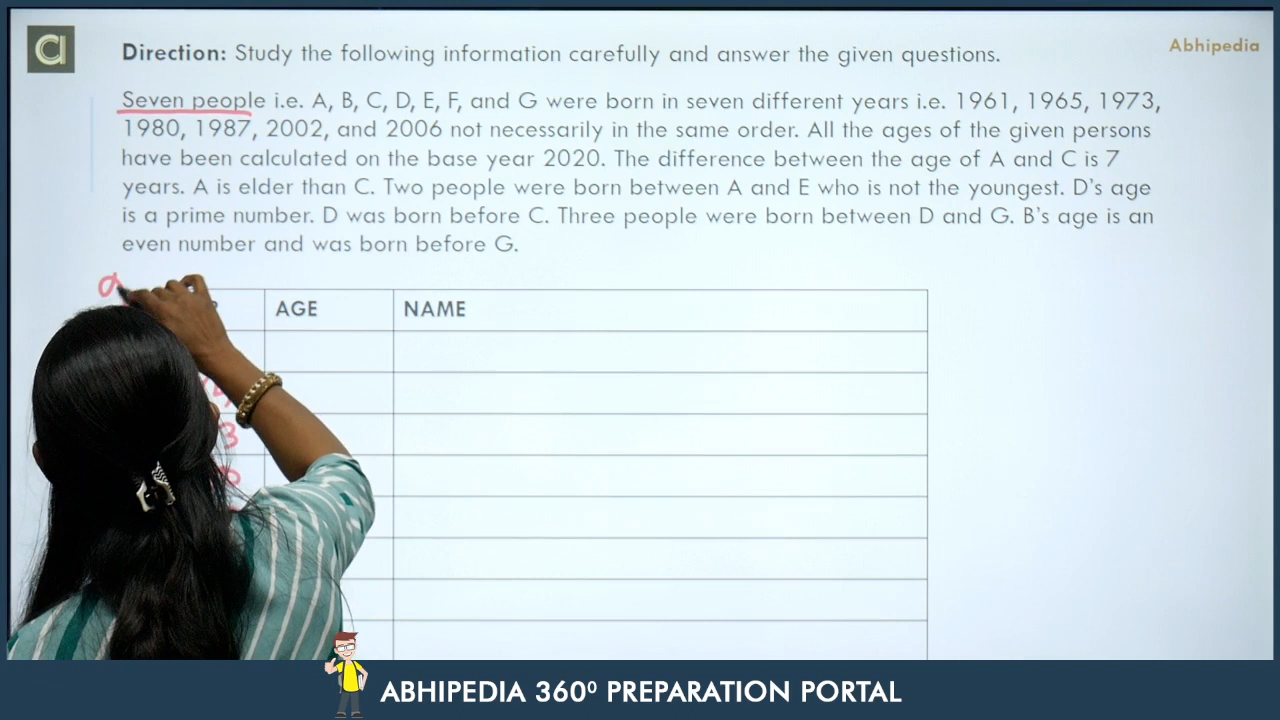 Direction: Study the following information carefully and answer the given questions.
Abhipedia
Seven people i.e. A, B, C, D, E, F, and G were born in seven different years i.e. 1961, 1965, 1973,
1980, 1987, 2002, and 2006 not necessarily in the same order. All the ages of the given persons
have been calculated on the base year 2020. The difference between the age of A and C is 7
years. A is elder than C. Two people were born between A and E who is not the youngest. D's age
is a prime number. D was born before C. Three people were born between D and G. B's age is an
even number and was born before G.
AGE NAME
3
ABHIPEDIA 360⁰ PREPARATION PORTAL